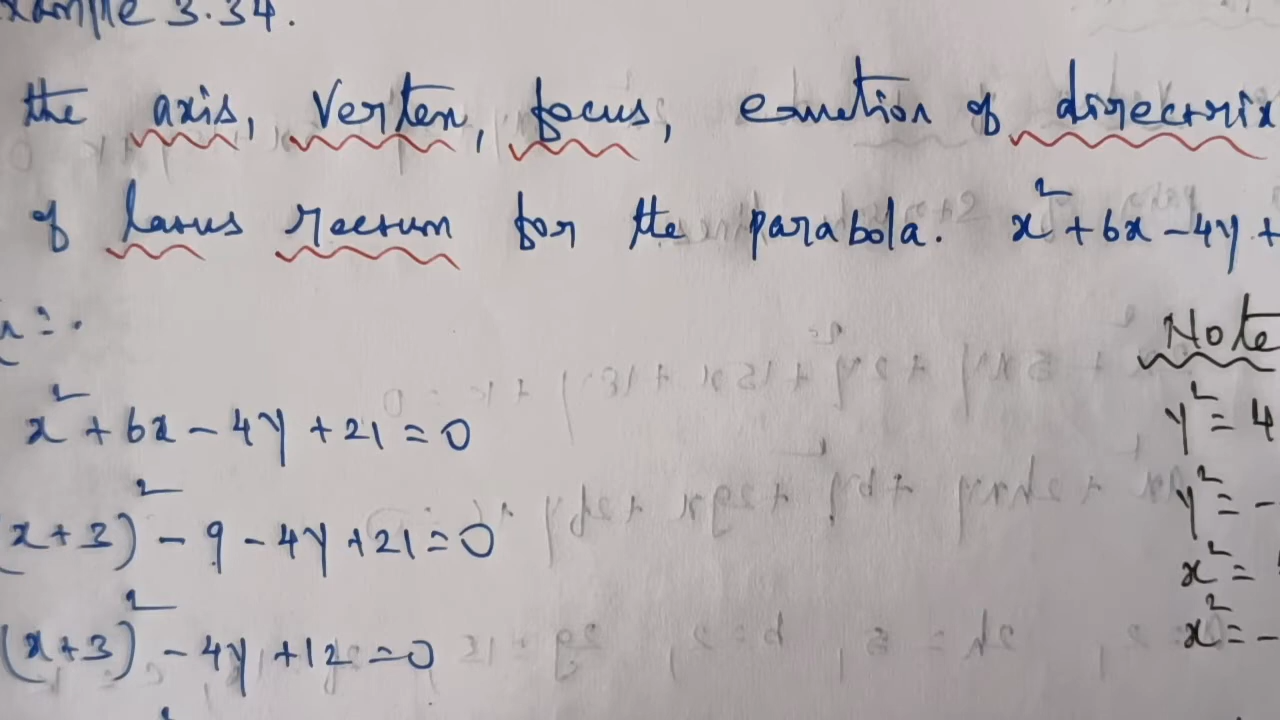 xample 3.34.
the axis, Verten, focus, equation of directrix
of latus rectum for the parabola. x² + 6x - 4y +
x² + 6x - 4y + 21 = 0
(x+3)² - 9 - 4y + 21 = 0
(x+3)² - 4y + 12 = 0
Note
y² = 4
y² = -
x² =
x² = -